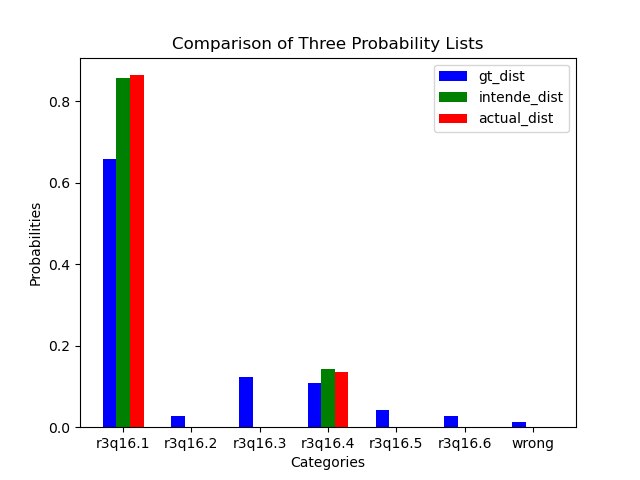 Comparison of Three Probability Lists
gt_dist
intende_dist
actual_dist
Probabilities
0.8
0.6
0.4
0.2
0.0
r3q16.1 r3q16.2 r3q16.3 r3q16.4 r3q16.5 r3q16.6 wrong
Categories